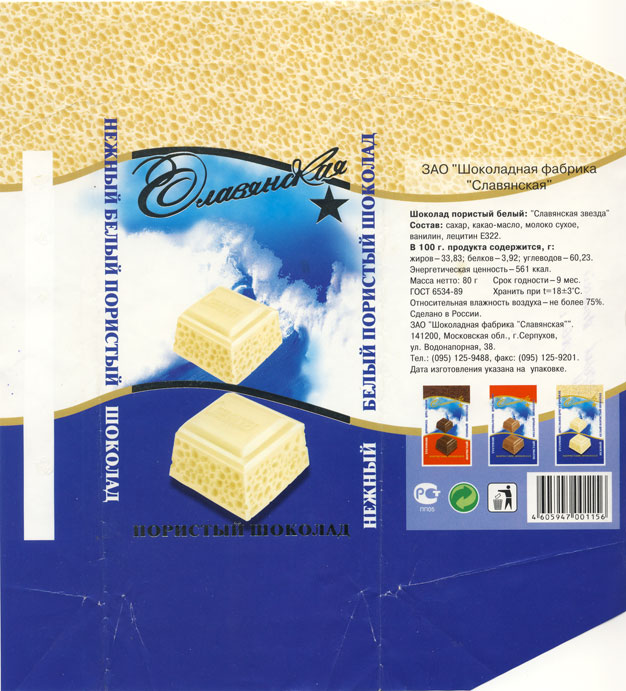 НЕЖНЫЙ БЕЛЫЙ ПОРИСТЫЙ ШОКОЛАД
Славянская
ПОРИСТЫЙ ШОКОЛАД
НЕЖНЫЙ БЕЛЫЙ ПОРИСТЫЙ ШОКОЛАД
ЗАО "Шоколадная фабрика
"Славянская"
Шоколад пористый белый: "Славянская звезда"
Состав: сахар, какао-масло, молоко сухое,
ванилин, лецитин Е322.
В 100 г. продукта содержится, г:
жиров–33,83; белков–3,92; углеводов–60,23.
Энергетическая ценность–561 ккал.
Масса нетто: 80 г Срок годности–9 мес.
ГОСТ 6534-89 Хранить при t=18±3°С.
Относительная влажность воздуха–не более 75%.
Сделано в России.
ЗАО "Шоколадная фабрика "Славянская"".
141200, Московская обл., г.Серпухов,
ул. Водонапорная, 38.
Тел.: (095) 125-9488, факс: (095) 125-9201.
Дата изготовления указана на упаковке.
РСТ
ПП05
4 605947 001156